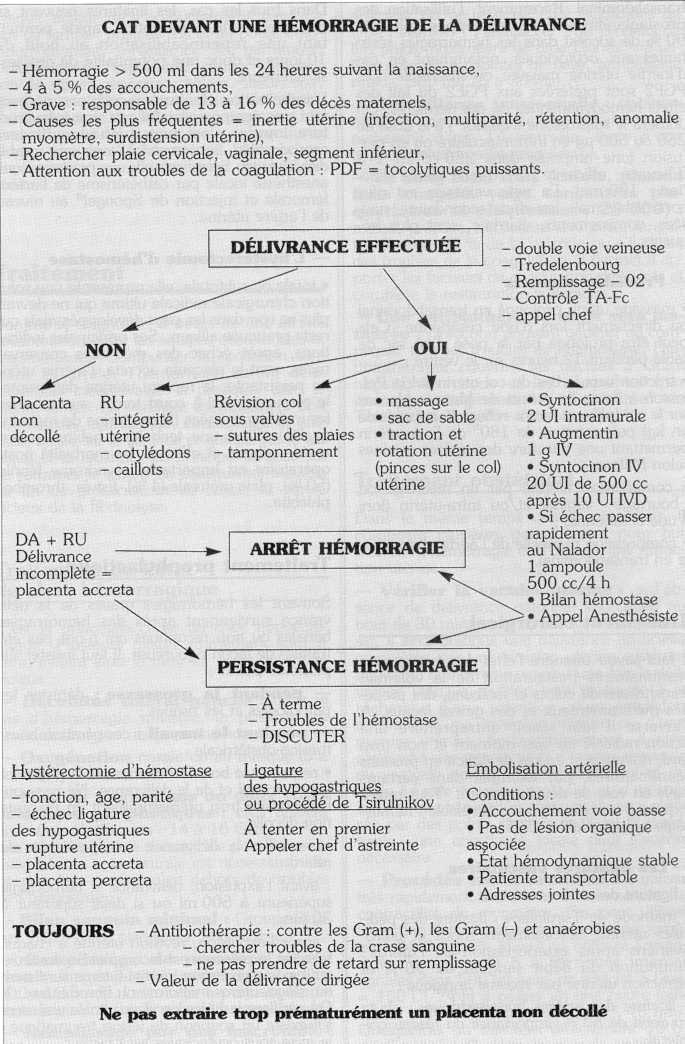 CAT DEVANT UNE HÉMORRAGIE DE LA DÉLIVRANCE
– Hémorragie > 500 ml dans les 24 heures suivant la naissance,
– 4 à 5 % des accouchements,
– Grave : responsable de 13 à 16 % des décès maternels,
– Causes les plus fréquentes = inertie utérine (infection, multiparité, rétention, anomalie
myomètre, surdistension utérine),
– Rechercher plaie cervicale, vaginale, segment inférieur,
– Attention aux troubles de la coagulation : PDF = tocolytiques puissants.
DÉLIVRANCE EFFECTUÉE
– double voie veineuse
– Tredelenbourg
– Remplissage – 02
– Contrôle TA-Fc
– appel chef
NON
OUI
Placenta
non
décollé
RU
– intégrité
utérine
– cotylédons
– caillots
Révision col
sous valves
– sutures des plaies
– tamponnement
• massage
• sac de sable
• traction et
rotation utérine
(pinces sur le col)
utérine
• Syntocinon
2 UI intramurale
• Augmentin
1 g IV
• Syntocinon IV
20 UI de 500 cc
après 10 UI IVD
• Si échec passer
rapidement
au Nalador
1 ampoule
500 cc/4 h
• Bilan hémostase
• Appel Anesthésiste
DA + RU
Délivrance
incomplète =
placenta accreta
ARRÊT HÉMORRAGIE
PERSISTANCE HÉMORRAGIE
– À terme
– Troubles de l'hémostase
– DISCUTER
Hystérectomie d'hémostase
– fonction, âge, parité
– échec ligature
des hypogastriques
– rupture utérine
– placenta accreta
– placenta percreta
Ligature
des hypogastriques
ou procédé de Tsirulnikov
À tenter en premier
Appeler chef d'astreinte
Embolisation artérielle
Conditions :
• Accouchement voie basse
• Pas de lésion organique
associée
• État hémodynamique stable
• Patiente transportable
• Adresses jointes
TOUJOURS – Antibiothérapie : contre les Gram (+), les Gram (–) et anaérobies
– chercher troubles de la crase sanguine
– ne pas prendre de retard sur remplissage
– Valeur de la délivrance dirigée
Ne pas extraire trop prématurément un placenta non décollé